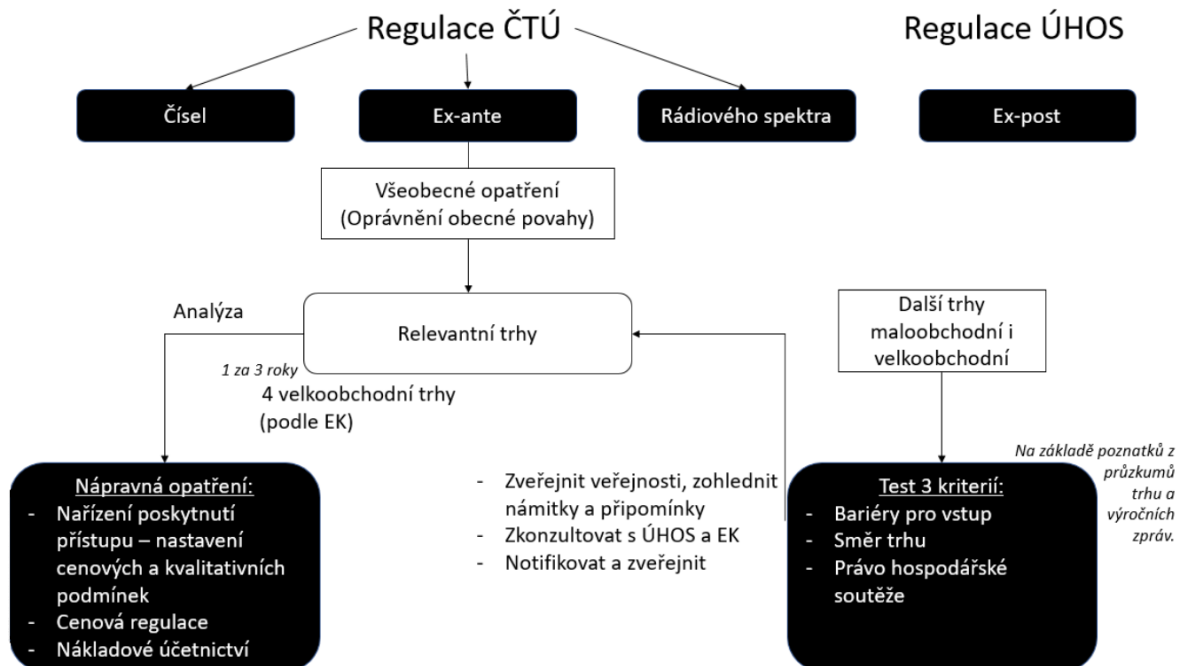 Regulace ČTÚ
Regulace ÚHOS
Čísel
Ex-ante
Rádiového spektra
Ex-post
Všeobecné opatření
(Oprávnění obecné povahy)
Analýza
Relevantní trhy
Další trhy
maloobchodní i
velkoobchodní
1 za 3 roky
4 velkoobchodní trhy
(podle EK)
Nápravná opatření:
- Nařízení poskytnutí
přístupu – nastavení
cenových a kvalitativních
podmínek
- Cenová regulace
- Nákladové účetnictví
- Zveřejnit veřejnosti, zohlednit
námitky a připomínky
- Zkonzultovat s ÚHOS a EK
- Notifikovat a zveřejnit
Test 3 kriterií:
- Bariéry pro vstup
- Směr trhu
- Právo hospodářské
soutěže
Na základě poznatků z
průzkumů
trhu a
výročních
zpráv.